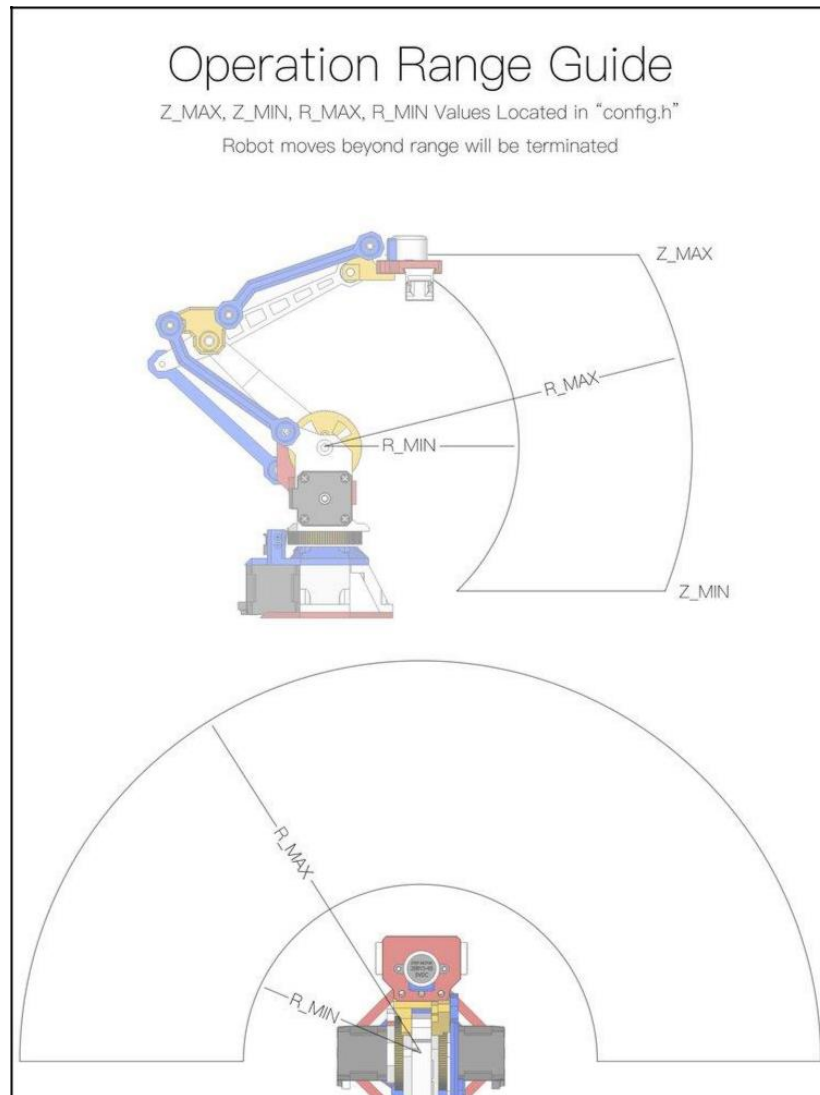 Operation Range Guide
Z_MAX, Z_MIN, R_MAX, R_MIN Values Located in “config.h”
Robot moves beyond range will be terminated
Z_MAX
R_MAX
R_MIN
Z_MIN
R_MAX
R_MIN